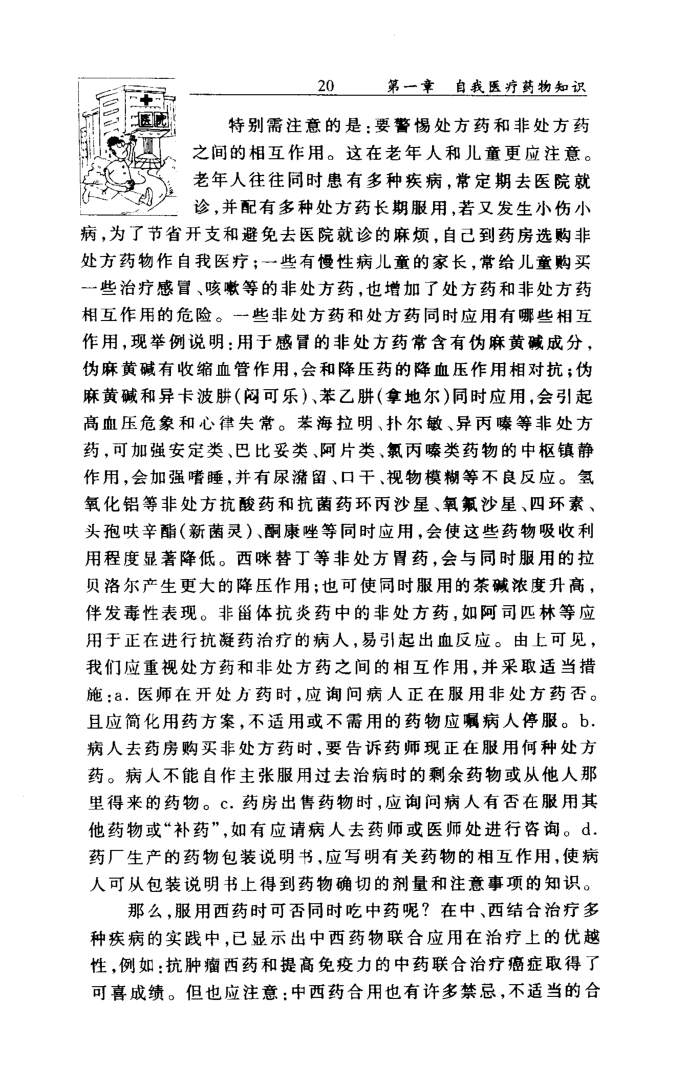 20 第一章 自我医疗药物知识
医院
特别需注意的是:要警惕处方药和非处方药
之间的相互作用。这在老年人和儿童更应注意。
老年人往往同时患有多种疾病,常定期去医院就
诊,并配有多种处方药长期服用,若又发生小伤小
病,为了节省开支和避免去医院就诊的麻烦,自己到药房选购非
处方药物作自我医疗;一些有慢性病儿童的家长,常给儿童购买
一些治疗感冒、咳嗽等的非处方药,也增加了处方药和非处方药
相互作用的危险。一些非处方药和处方药同时应用有哪些相互
作用,现举例说明:用于感冒的非处方药常含有伪麻黄碱成分,
伪麻黄碱有收缩血管作用,会和降压药的降血压作用相对抗;伪
麻黄碱和异卡波肼(闷可乐)、苯乙肼(拿地尔)同时应用,会引起
高血压危象和心律失常。苯海拉明、扑尔敏、异丙嗪等非处方
药,可加强安定类、巴比妥类、阿片类、氯丙嗪类药物的中枢镇静
作用,会加强嗜睡,并有尿潴留、口干、视物模糊等不良反应。氢
氧化铝等非处方抗酸药和抗菌药环丙沙星、氧氟沙星、四环素、
头孢呋辛酯(新菌灵)、酮康唑等同时应用,会使这些药物吸收利
用程度显著降低。西咪替丁等非处方胃药,会与同时服用的拉
贝洛尔产生更大的降压作用;也可使同时服用的茶碱浓度升高,
伴发毒性表现。非甾体抗炎药中的非处方药,如阿司匹林等应
用于正在进行抗凝药治疗的病人,易引起出血反应。由上可见,
我们应重视处方药和非处方药之间的相互作用,并采取适当措
施:a. 医师在开处方药时,应询问病人正在服用非处方药否。
且应简化用药方案,不适用或不需用的药物应嘱病人停服。b.
病人去药房购买非处方药时,要告诉药师现正在服用何种处方
药。病人不能自作主张服用过去治病时的剩余药物或从他人那
里得来的药物。c. 药房出售药物时,应询问病人有否在服用其
他药物或“补药”,如有应请病人去药师或医师处进行咨询。d.
药厂生产的药物包装说明书,应写明有关药物的相互作用,使病
人可从包装说明书上得到药物确切的剂量和注意事项的知识。
那么,服用西药时可否同时吃中药呢? 在中、西结合治疗多
种疾病的实践中,已显示出中西药物联合应用在治疗上的优越
性,例如:抗肿瘤西药和提高免疫力的中药联合治疗癌症取得了
可喜成绩。但也应注意:中西药合用也有许多禁忌,不适当的合